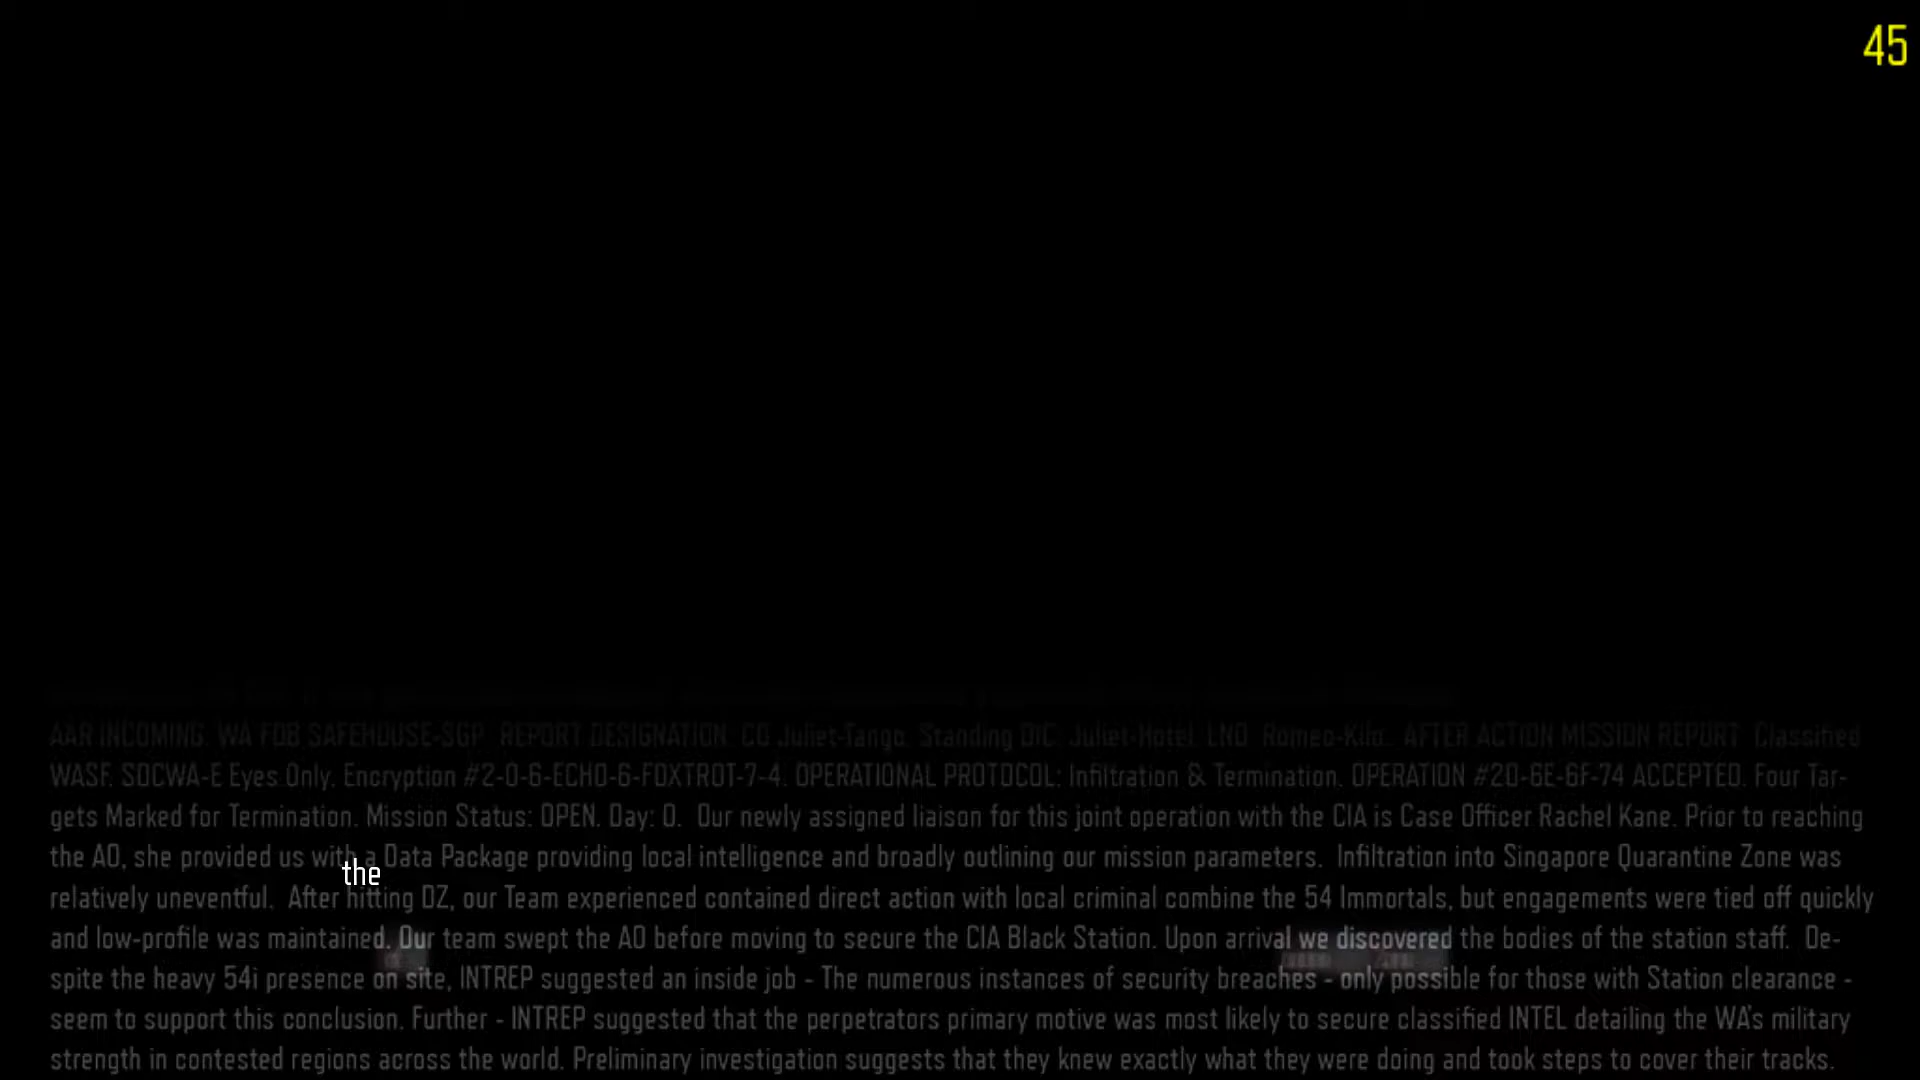 45
AAR INCOMING. WA FOB SAFEHOUSE-SGP. REPORT DESIGNATION: CO Juliet-Tango. Standing OIC: Juliet-Hotel. LNO: Romeo-Kilo. AFTER ACTION MISSION REPORT. Classified
WASF. SOCWA-E Eyes Only. Encryption #2-0-6-ECHO-6-FOXTROT-7-4. OPERATIONAL PROTOCOL: Infiltration & Termination. OPERATION #20-6E-6F-74 ACCEPTED. Four Tar-
gets Marked for Termination. Mission Status: OPEN. Day: 0.  Our newly assigned liaison for this joint operation with the CIA is Case Officer Rachel Kane. Prior to reaching
the AO, she provided us with a Data Package providing local intelligence and broadly outlining our mission parameters.  Infiltration into Singapore Quarantine Zone was
the
relatively uneventful.  After hitting DZ, our Team experienced contained direct action with local criminal combine the 54 Immortals, but engagements were tied off quickly
and low-profile was maintained. Our team swept the AO before moving to secure the CIA Black Station. Upon arrival we discovered the bodies of the station staff.  De-
spite the heavy 54i presence on site, INTREP suggested an inside job - The numerous instances of security breaches - only possible for those with Station clearance -
seem to support this conclusion. Further - INTREP suggested that the perpetrators primary motive was most likely to secure classified INTEL detailing the WA's military
strength in contested regions across the world. Preliminary investigation suggests that they knew exactly what they were doing and took steps to cover their tracks.